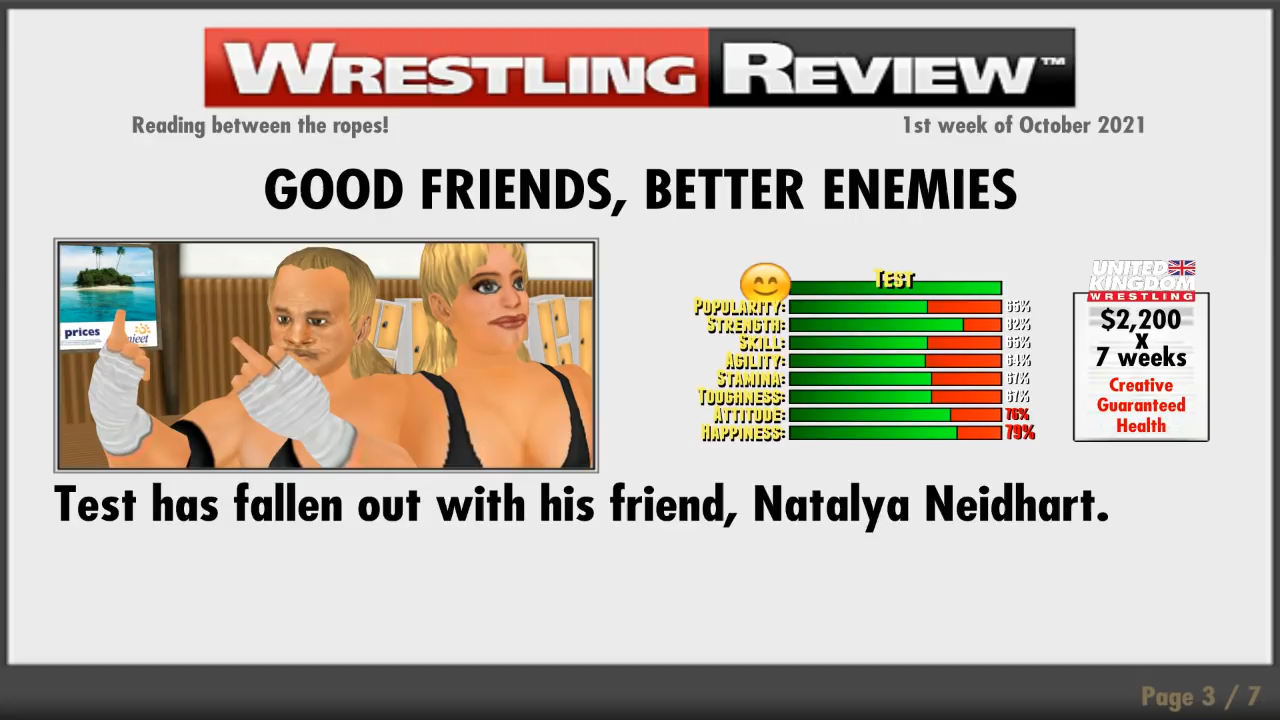 WRESTLING REVIEW™
Reading between the ropes!
1st week of October 2021
GOOD FRIENDS, BETTER ENEMIES
prices
TEST
POPULARITY: 65%
STRENGTH: 82%
SKILL: 65%
AGILITY: 64%
STAMINA: 67%
TOUGHNESS: 67%
ATTITUDE: 76%
HAPPINESS: 79%
UNITED
KINGDOM
WRESTLING
$2,200
X
7 weeks
Creative
Guaranteed
Health
Test has fallen out with his friend, Natalya Neidhart.
Page 3 / 7